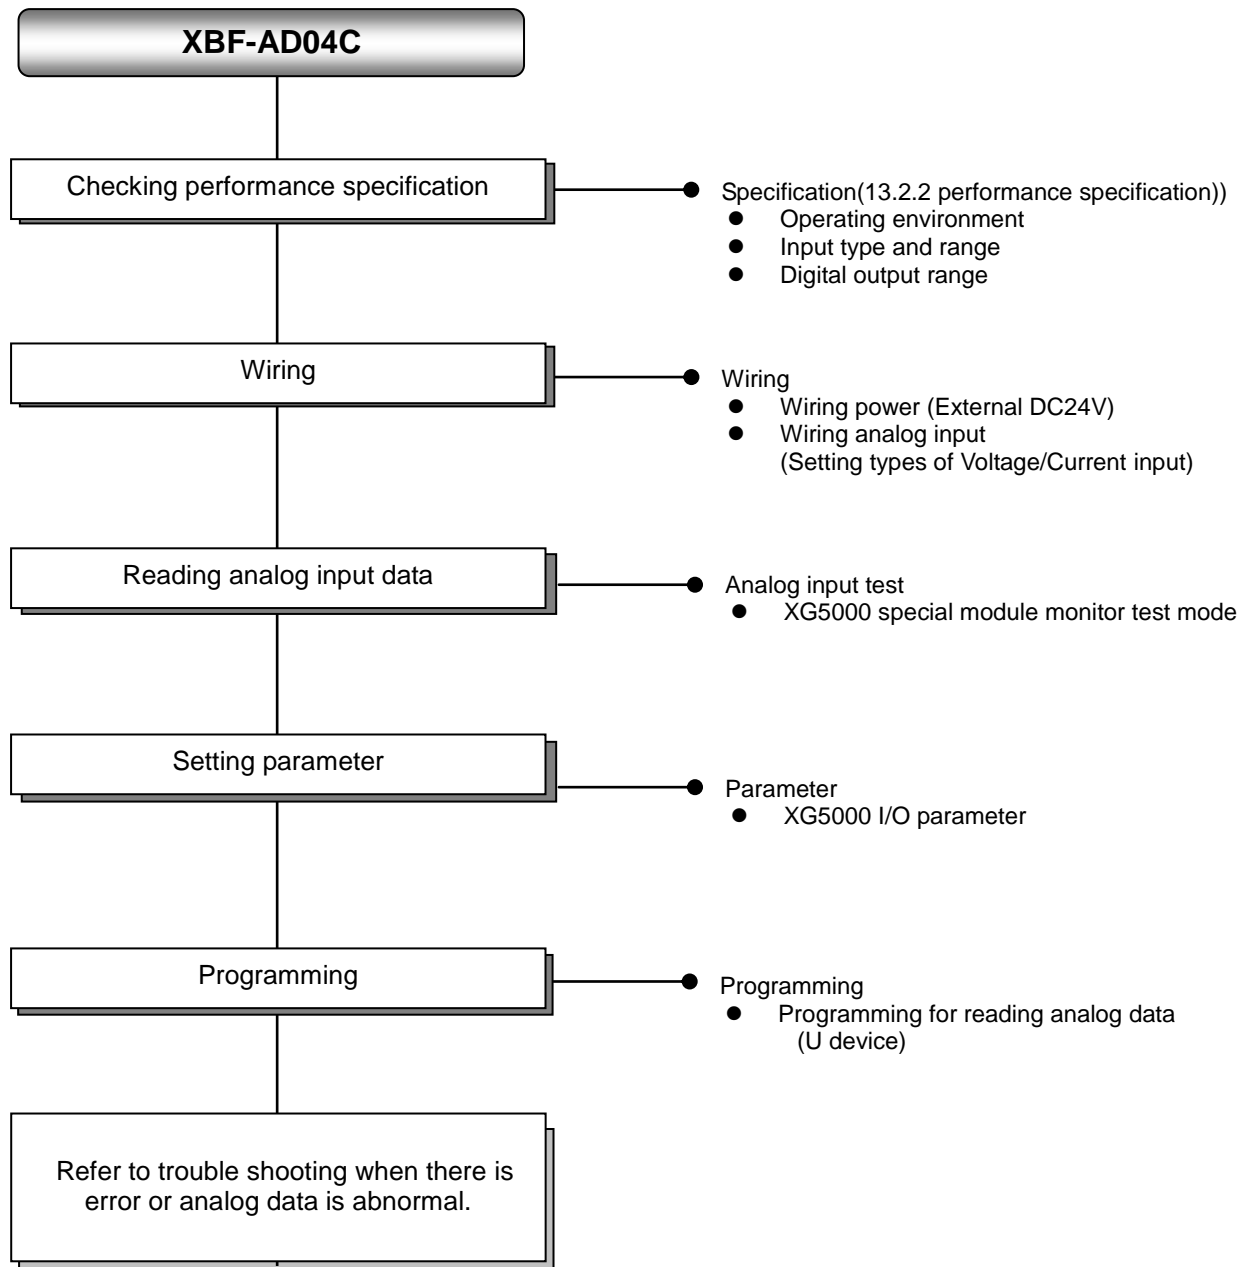 XBF-AD04C
Checking performance specification
Specification(13.2.2 performance specification))
● Operating environment
● Input type and range
● Digital output range
Wiring
Wiring
● Wiring power (External DC24V)
● Wiring analog input
(Setting types of Voltage/Current input)
Reading analog input data
Analog input test
● XG5000 special module monitor test mode
Setting parameter
Parameter
● XG5000 I/O parameter
Programming
Programming
● Programming for reading analog data
(U device)
Refer to trouble shooting when there is
error or analog data is abnormal.